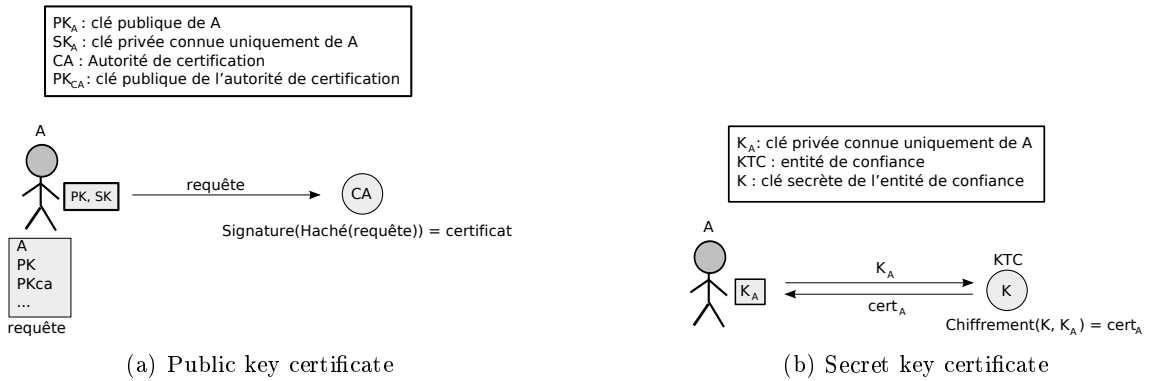 PK_A : clé publique de A
SK_A : clé privée connue uniquement de A
CA : Autorité de certification
PK_CA : clé publique de l'autorité de certification
A
PK, SK
requête
CA
Signature(Haché(requête)) = certificat
A
PK
PKca
...
requête
(a) Public key certificate
K_A : clé privée connue uniquement de A
KTC : entité de confiance
K : clé secrète de l'entité de confiance
A
K_A
K_A
cert_A
KTC
K
Chiffrement(K, K_A) = cert_A
(b) Secret key certificate